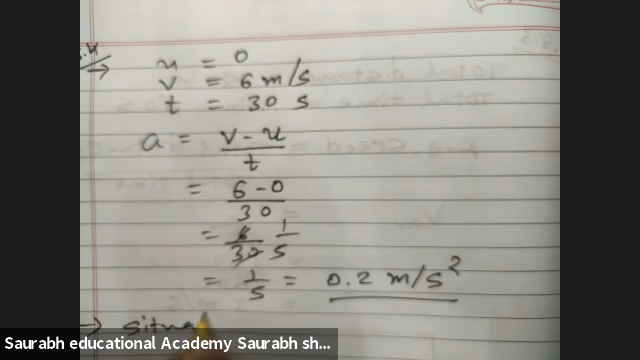 u = 0
v = 6 m/s
t = 30 s
a = v - u / t
= 6 - 0 / 30
= 6 / 30 1 / 5
= 1 / 5 = 0.2 m/s²
→ situa
Saurabh educational Academy Saurabh sh...